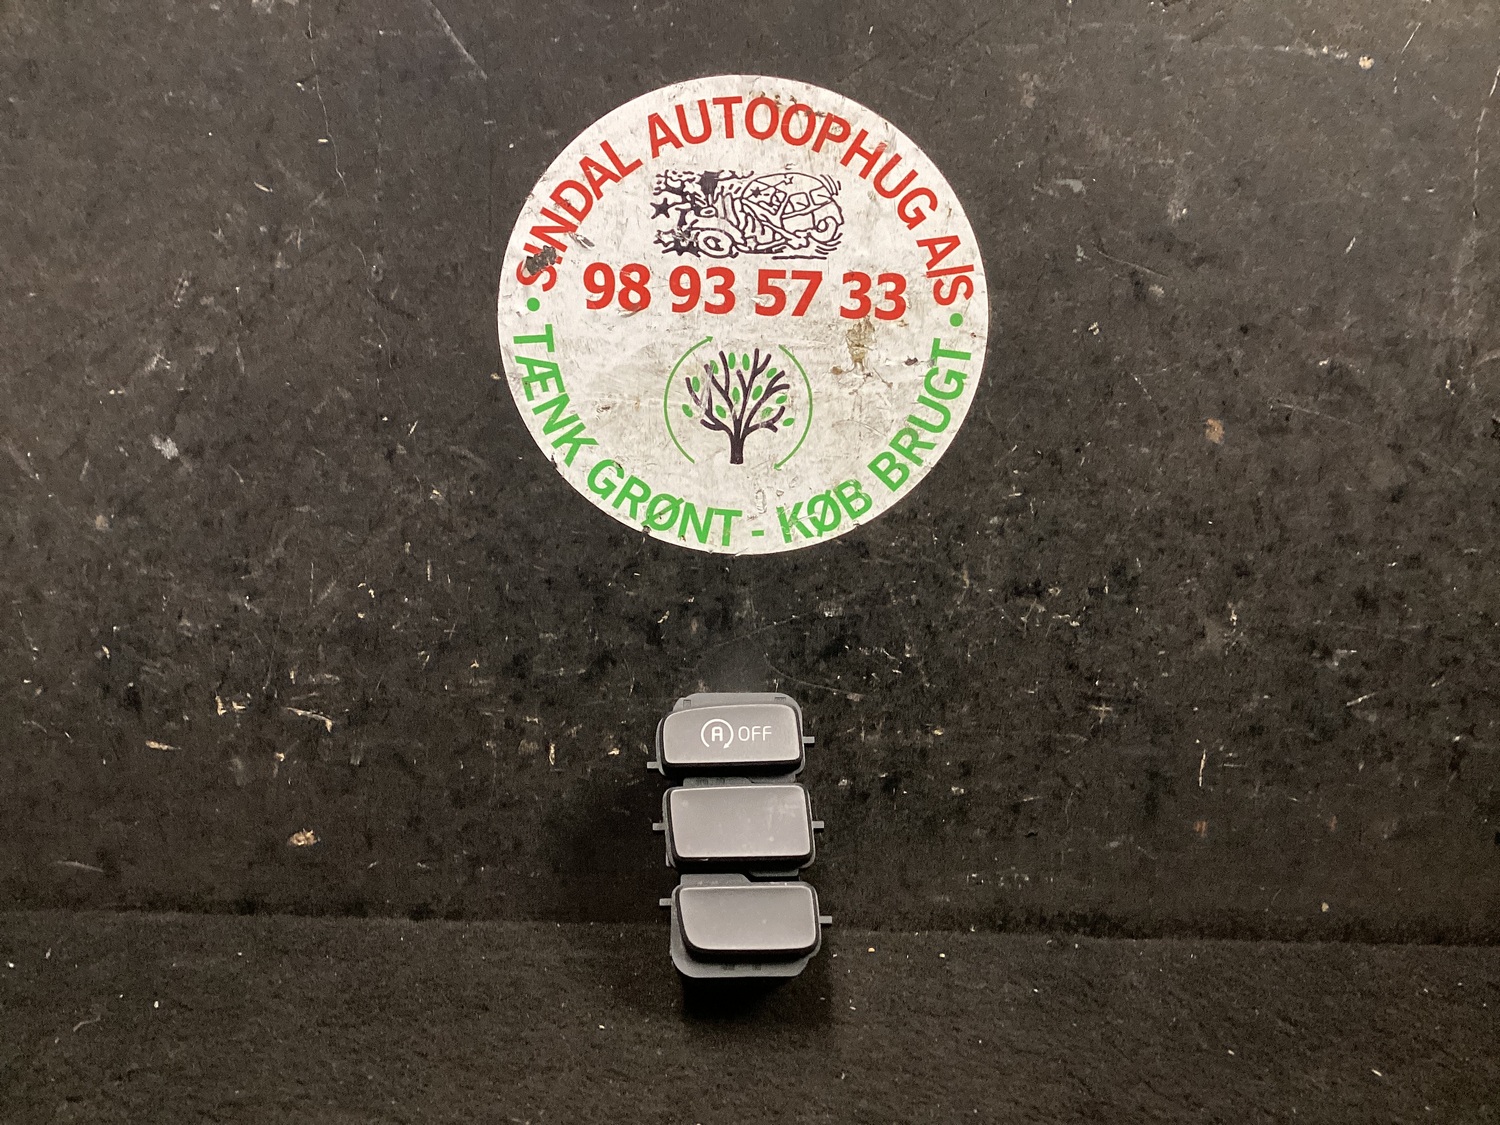 SINDAL AUTOOPHUG A/S
98 93 57 33
• TÆNK GRØNT - KØB BRUGT •
A OFF